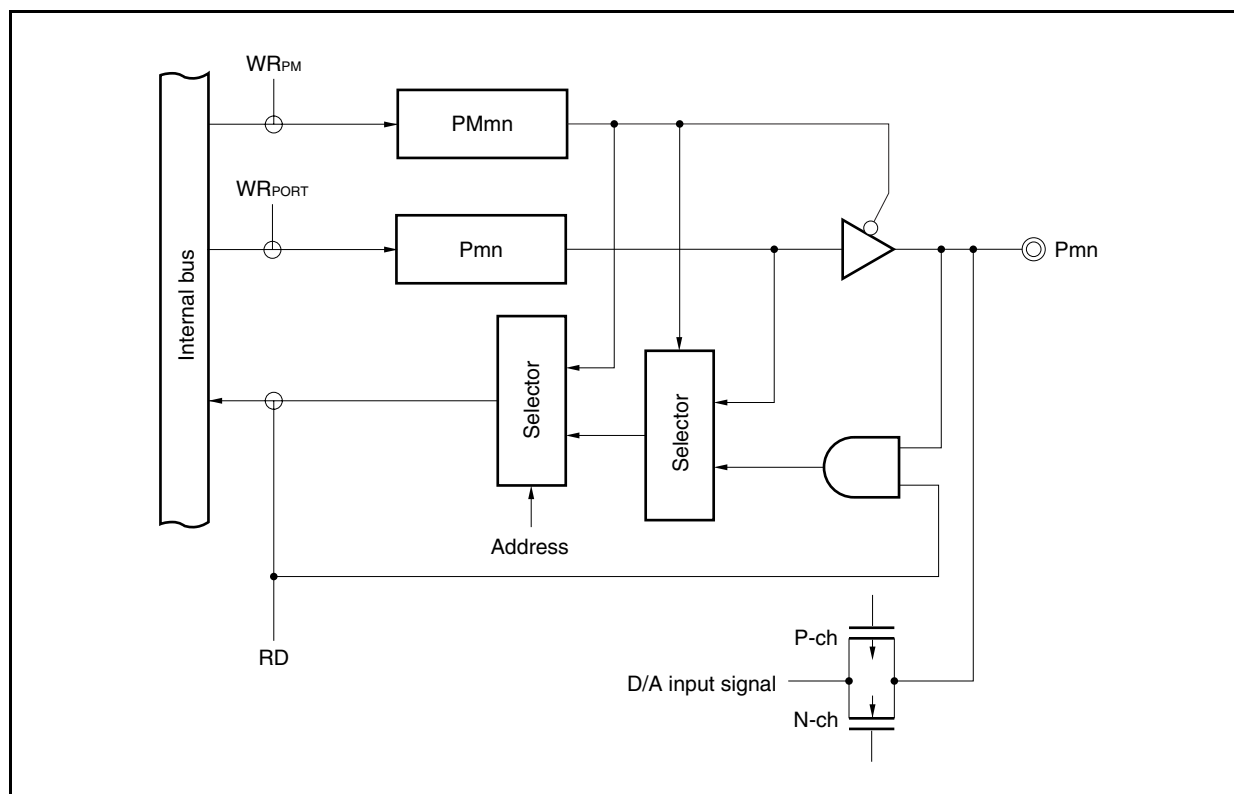 WRPM
PMmn
WRPORT
Pmn
Pmn
Internal bus
Selector
Selector
Address
RD
P-ch
D/A input signal
N-ch